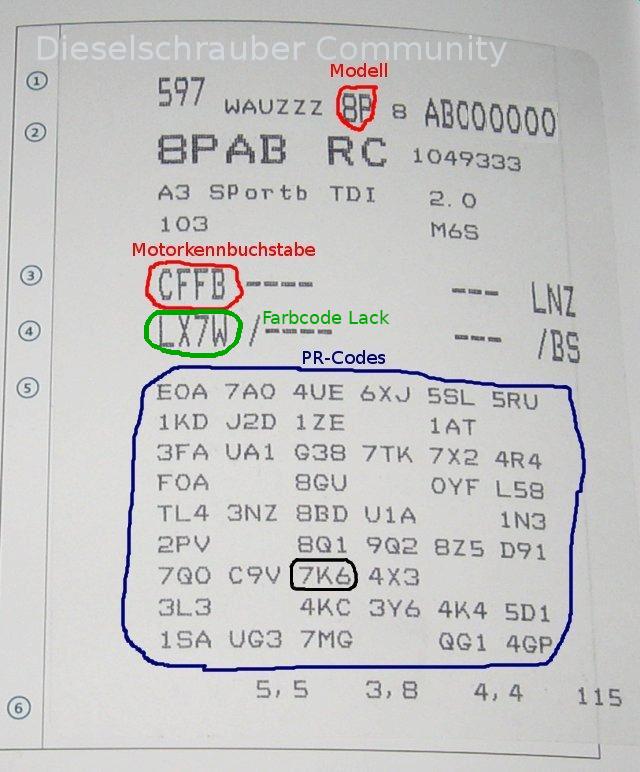 Dieselschrauber Community
Modell
1 597 WAUZZZ 8P 8 ABC00000
2 8PAB RC 1049333
A3 SPortb TDI 2.0
103 M6S
Motorkennbuchstabe
3 CFFB ---- --- LNZ
Farbcode Lack
4 LX7W /---- --- /BS
PR-Codes
5 E0A 7A0 4UE 6XJ 5SL 5RU
1KD J2D 1ZE 1AT
3FA UA1 G38 7TK 7X2 4R4
F0A 8GU 0YF L58
TL4 3NZ 8BD U1A 1N3
2PV 8Q1 9Q2 8Z5 D91
7Q0 C9V 7K6 4X3
3L3 4KC 3Y6 4K4 5D1
1SA UG3 7MG QG1 4GP
6 5,5 3,8 4,4 115